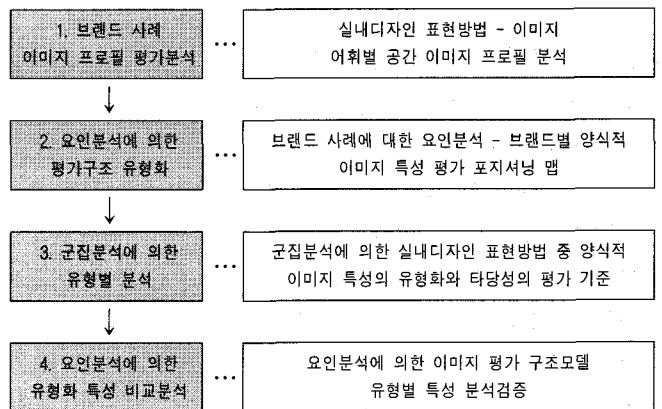 1. 브랜드 사례
이미지 프로필 평가분석
…
실내디자인 표현방법 - 이미지
어휘별 공간 이미지 프로필 분석
2. 요인분석에 의한
평가구조 유형화
…
브랜드 사례에 대한 요인분석 - 브랜드별 양식적
이미지 특성 평가 포지셔닝 맵
3. 군집분석에 의한
유형별 분석
…
군집분석에 의한 실내디자인 표현방법 중 양식적
이미지 특성의 유형화와 타당성의 평가 기준
4. 요인분석에 의한
유형화 특성 비교분석
…
요인분석에 의한 이미지 평가 구조모델
유형별 특성 분석검증